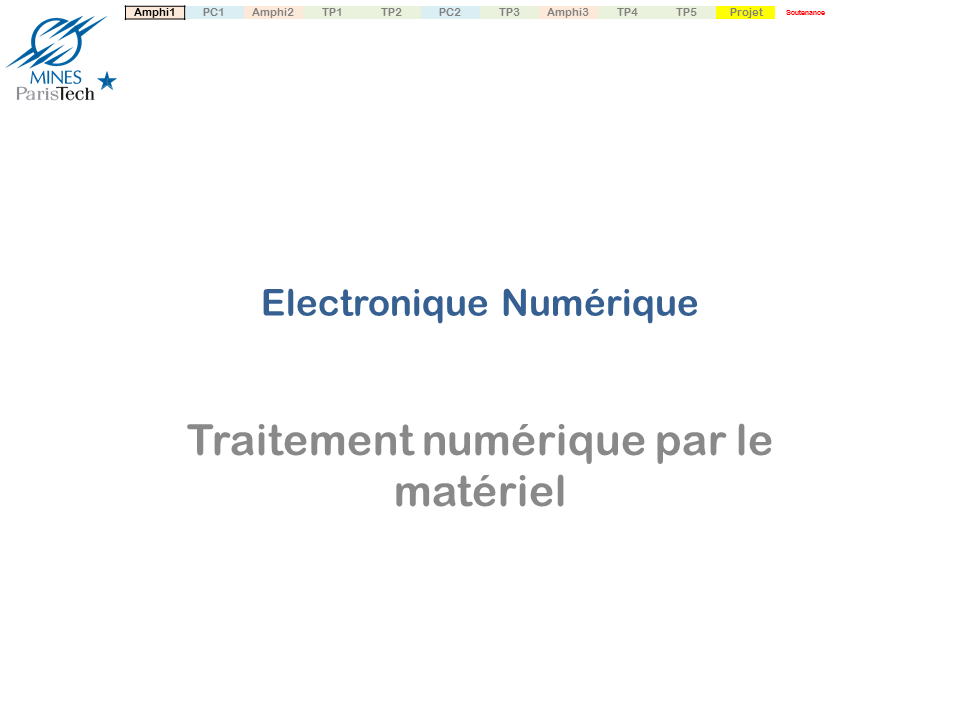 Amphi1 PC1 Amphi2 TP1 TP2 PC2 TP3 Amphi3 TP4 TP5 Projet Soutenance
MINES
ParisTech
Electronique Numérique
Traitement numérique par le
matériel